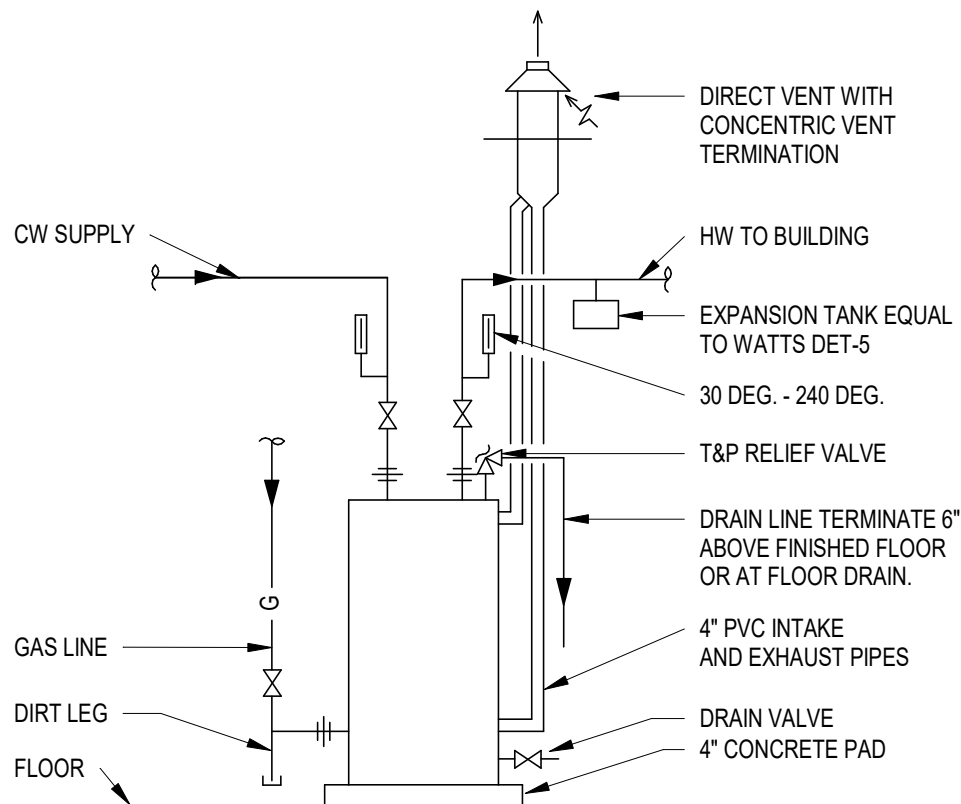 DIRECT VENT WITH
CONCENTRIC VENT
TERMINATION
CW SUPPLY
HW TO BUILDING
EXPANSION TANK EQUAL
TO WATTS DET-5
30 DEG. - 240 DEG.
T&P RELIEF VALVE
DRAIN LINE TERMINATE 6"
ABOVE FINISHED FLOOR
OR AT FLOOR DRAIN.
G
GAS LINE
4" PVC INTAKE
AND EXHAUST PIPES
DIRT LEG
DRAIN VALVE
4" CONCRETE PAD
FLOOR